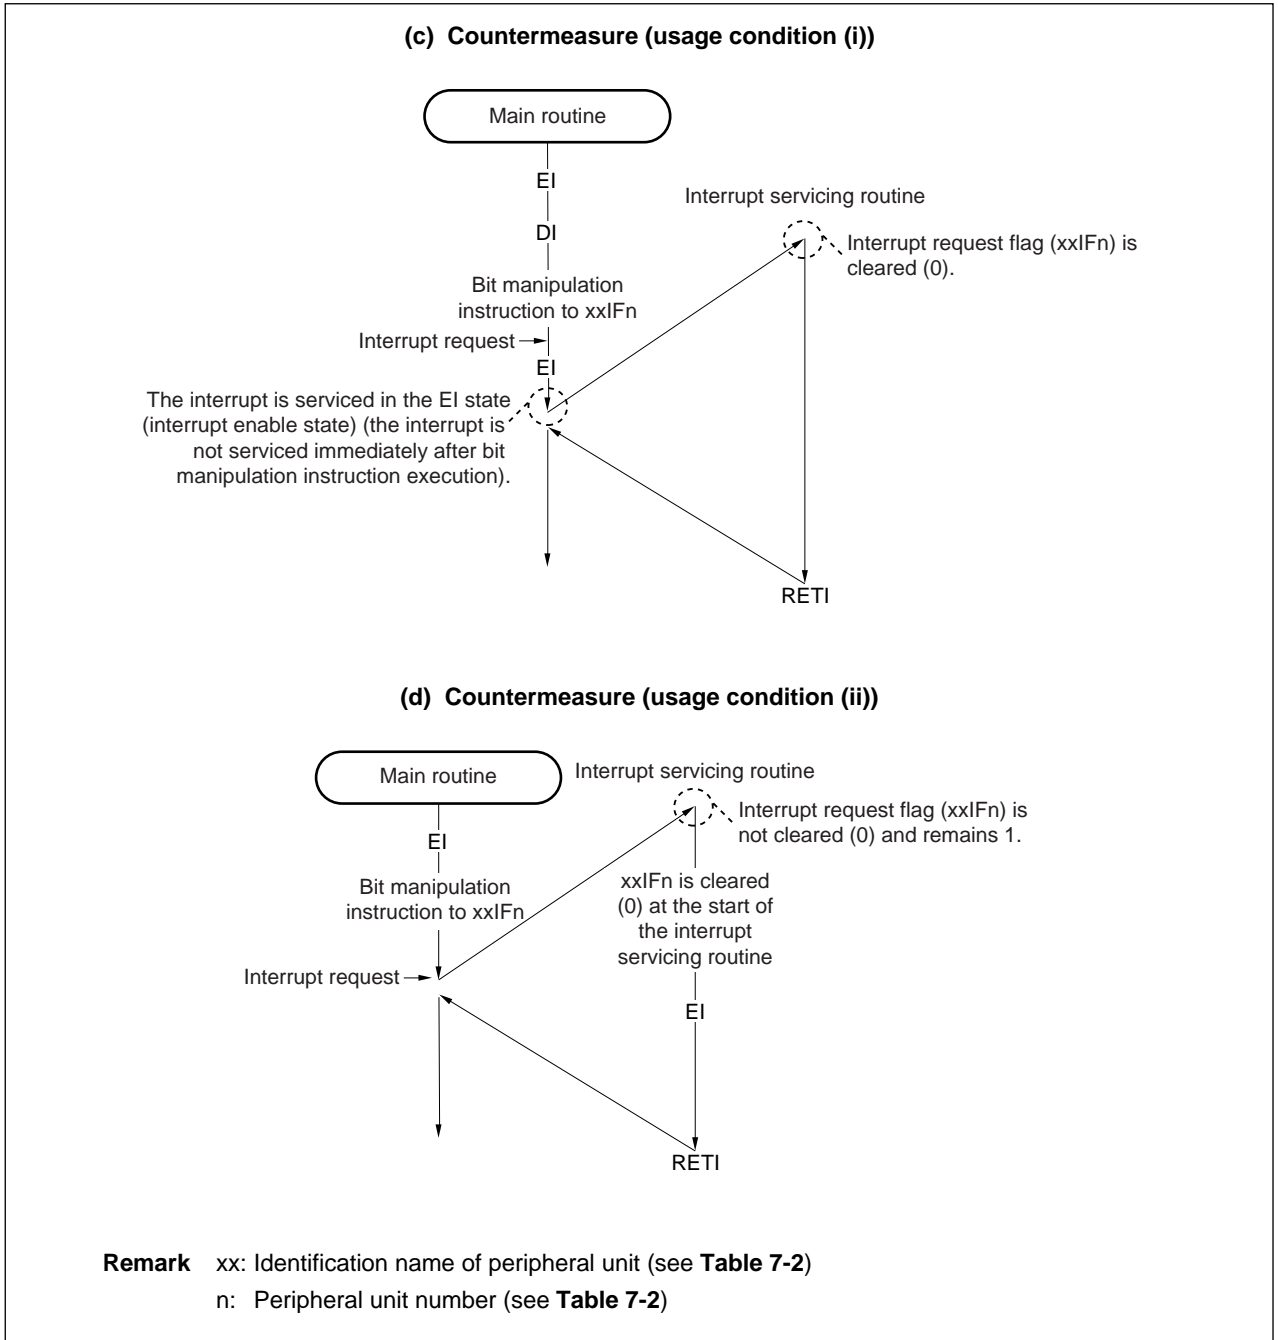 (c) Countermeasure (usage condition (i))
Main routine
EI
DI
Bit manipulation
instruction to xxIFn
Interrupt request
EI
The interrupt is serviced in the EI state
(interrupt enable state) (the interrupt is
not serviced immediately after bit
manipulation instruction execution).
Interrupt servicing routine
Interrupt request flag (xxIFn) is
cleared (0).
RETI
(d) Countermeasure (usage condition (ii))
Main routine
EI
Bit manipulation
instruction to xxIFn
Interrupt request
Interrupt servicing routine
Interrupt request flag (xxIFn) is
not cleared (0) and remains 1.
xxIFn is cleared
(0) at the start of
the interrupt
servicing routine
EI
RETI
Remark xx: Identification name of peripheral unit (see Table 7-2)
n: Peripheral unit number (see Table 7-2)